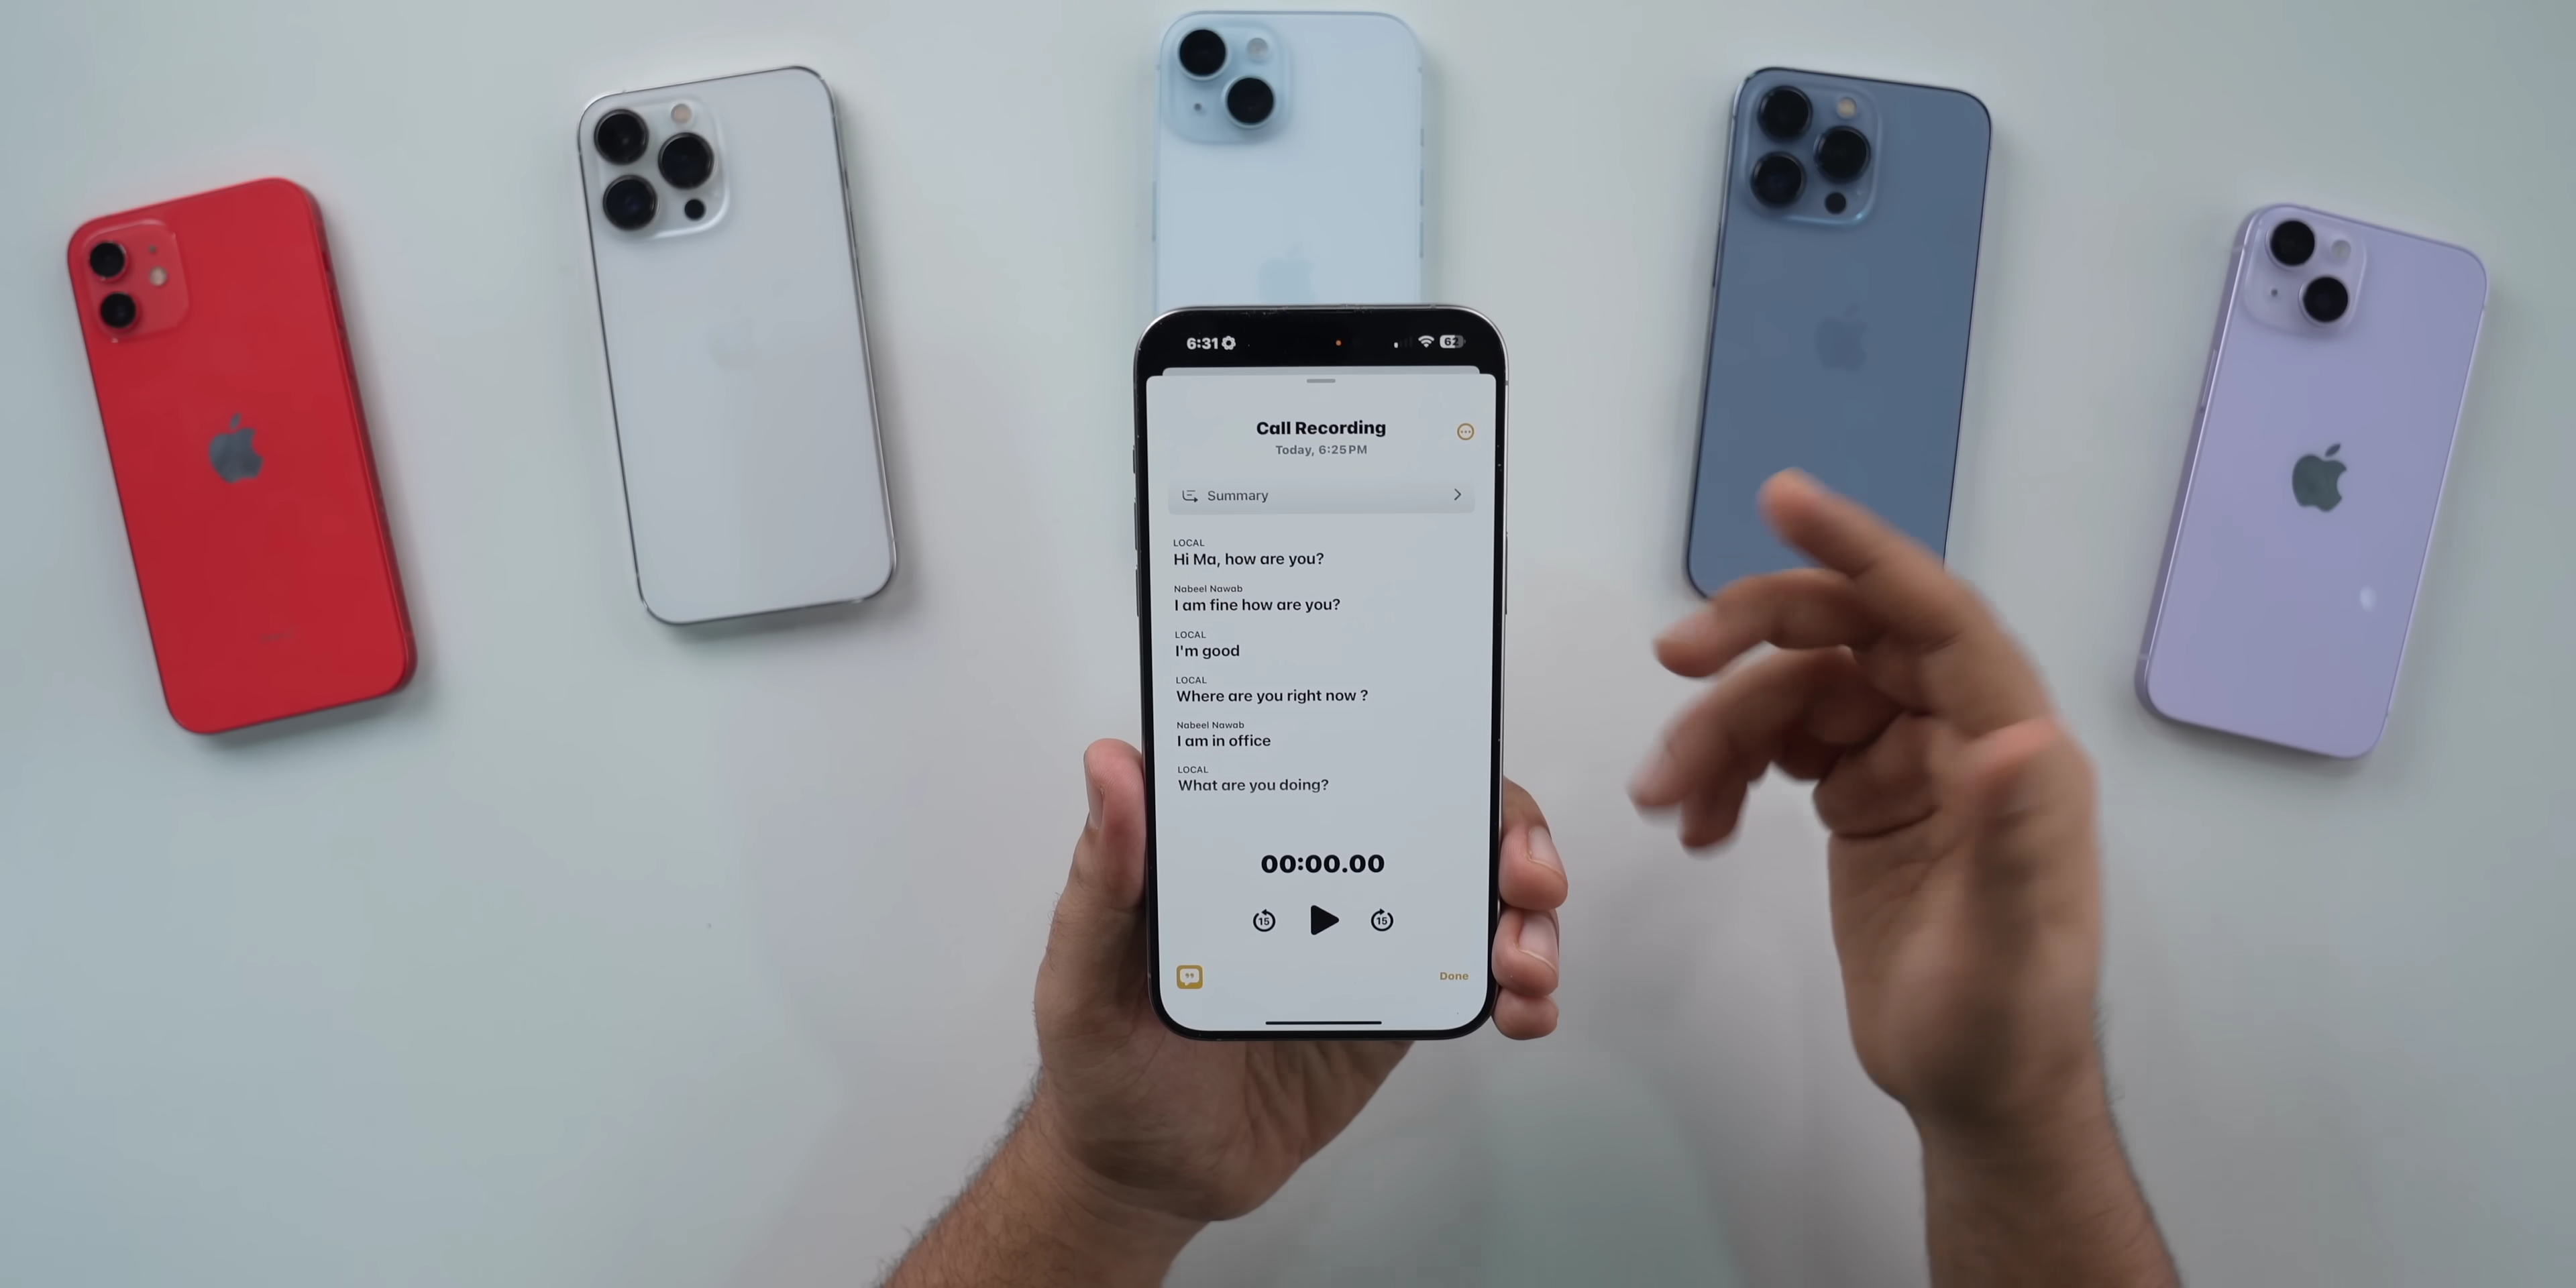 6:31
62
Call Recording
Today, 6:25 PM
Summary
LOCAL
Hi Ma, how are you?
Nabeel Nawab
I am fine how are you?
LOCAL
I'm good
LOCAL
Where are you right now ?
Nabeel Nawab
I am in office
LOCAL
What are you doing?
00:00.00
15
15
Done